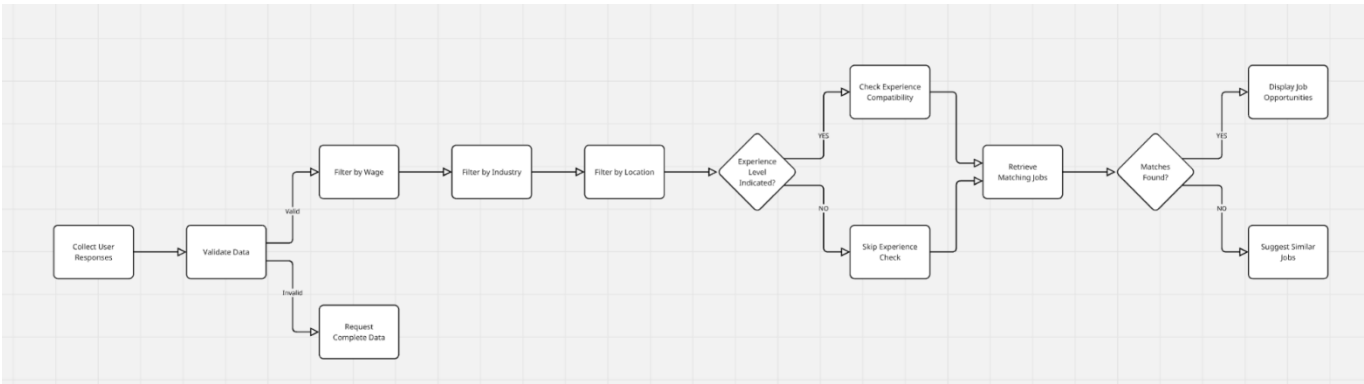 Collect User
Responses
Validate Data
Valid
Invalid
Filter by Wage
Request
Complete Data
Filter by Industry
Filter by Location
Experience
Level
Indicated?
YES
NO
Check Experience
Compatibility
Skip Experience
Check
Retrieve
Matching Jobs
Matches
Found?
YES
NO
Display Job
Opportunities
Suggest Similar
Jobs